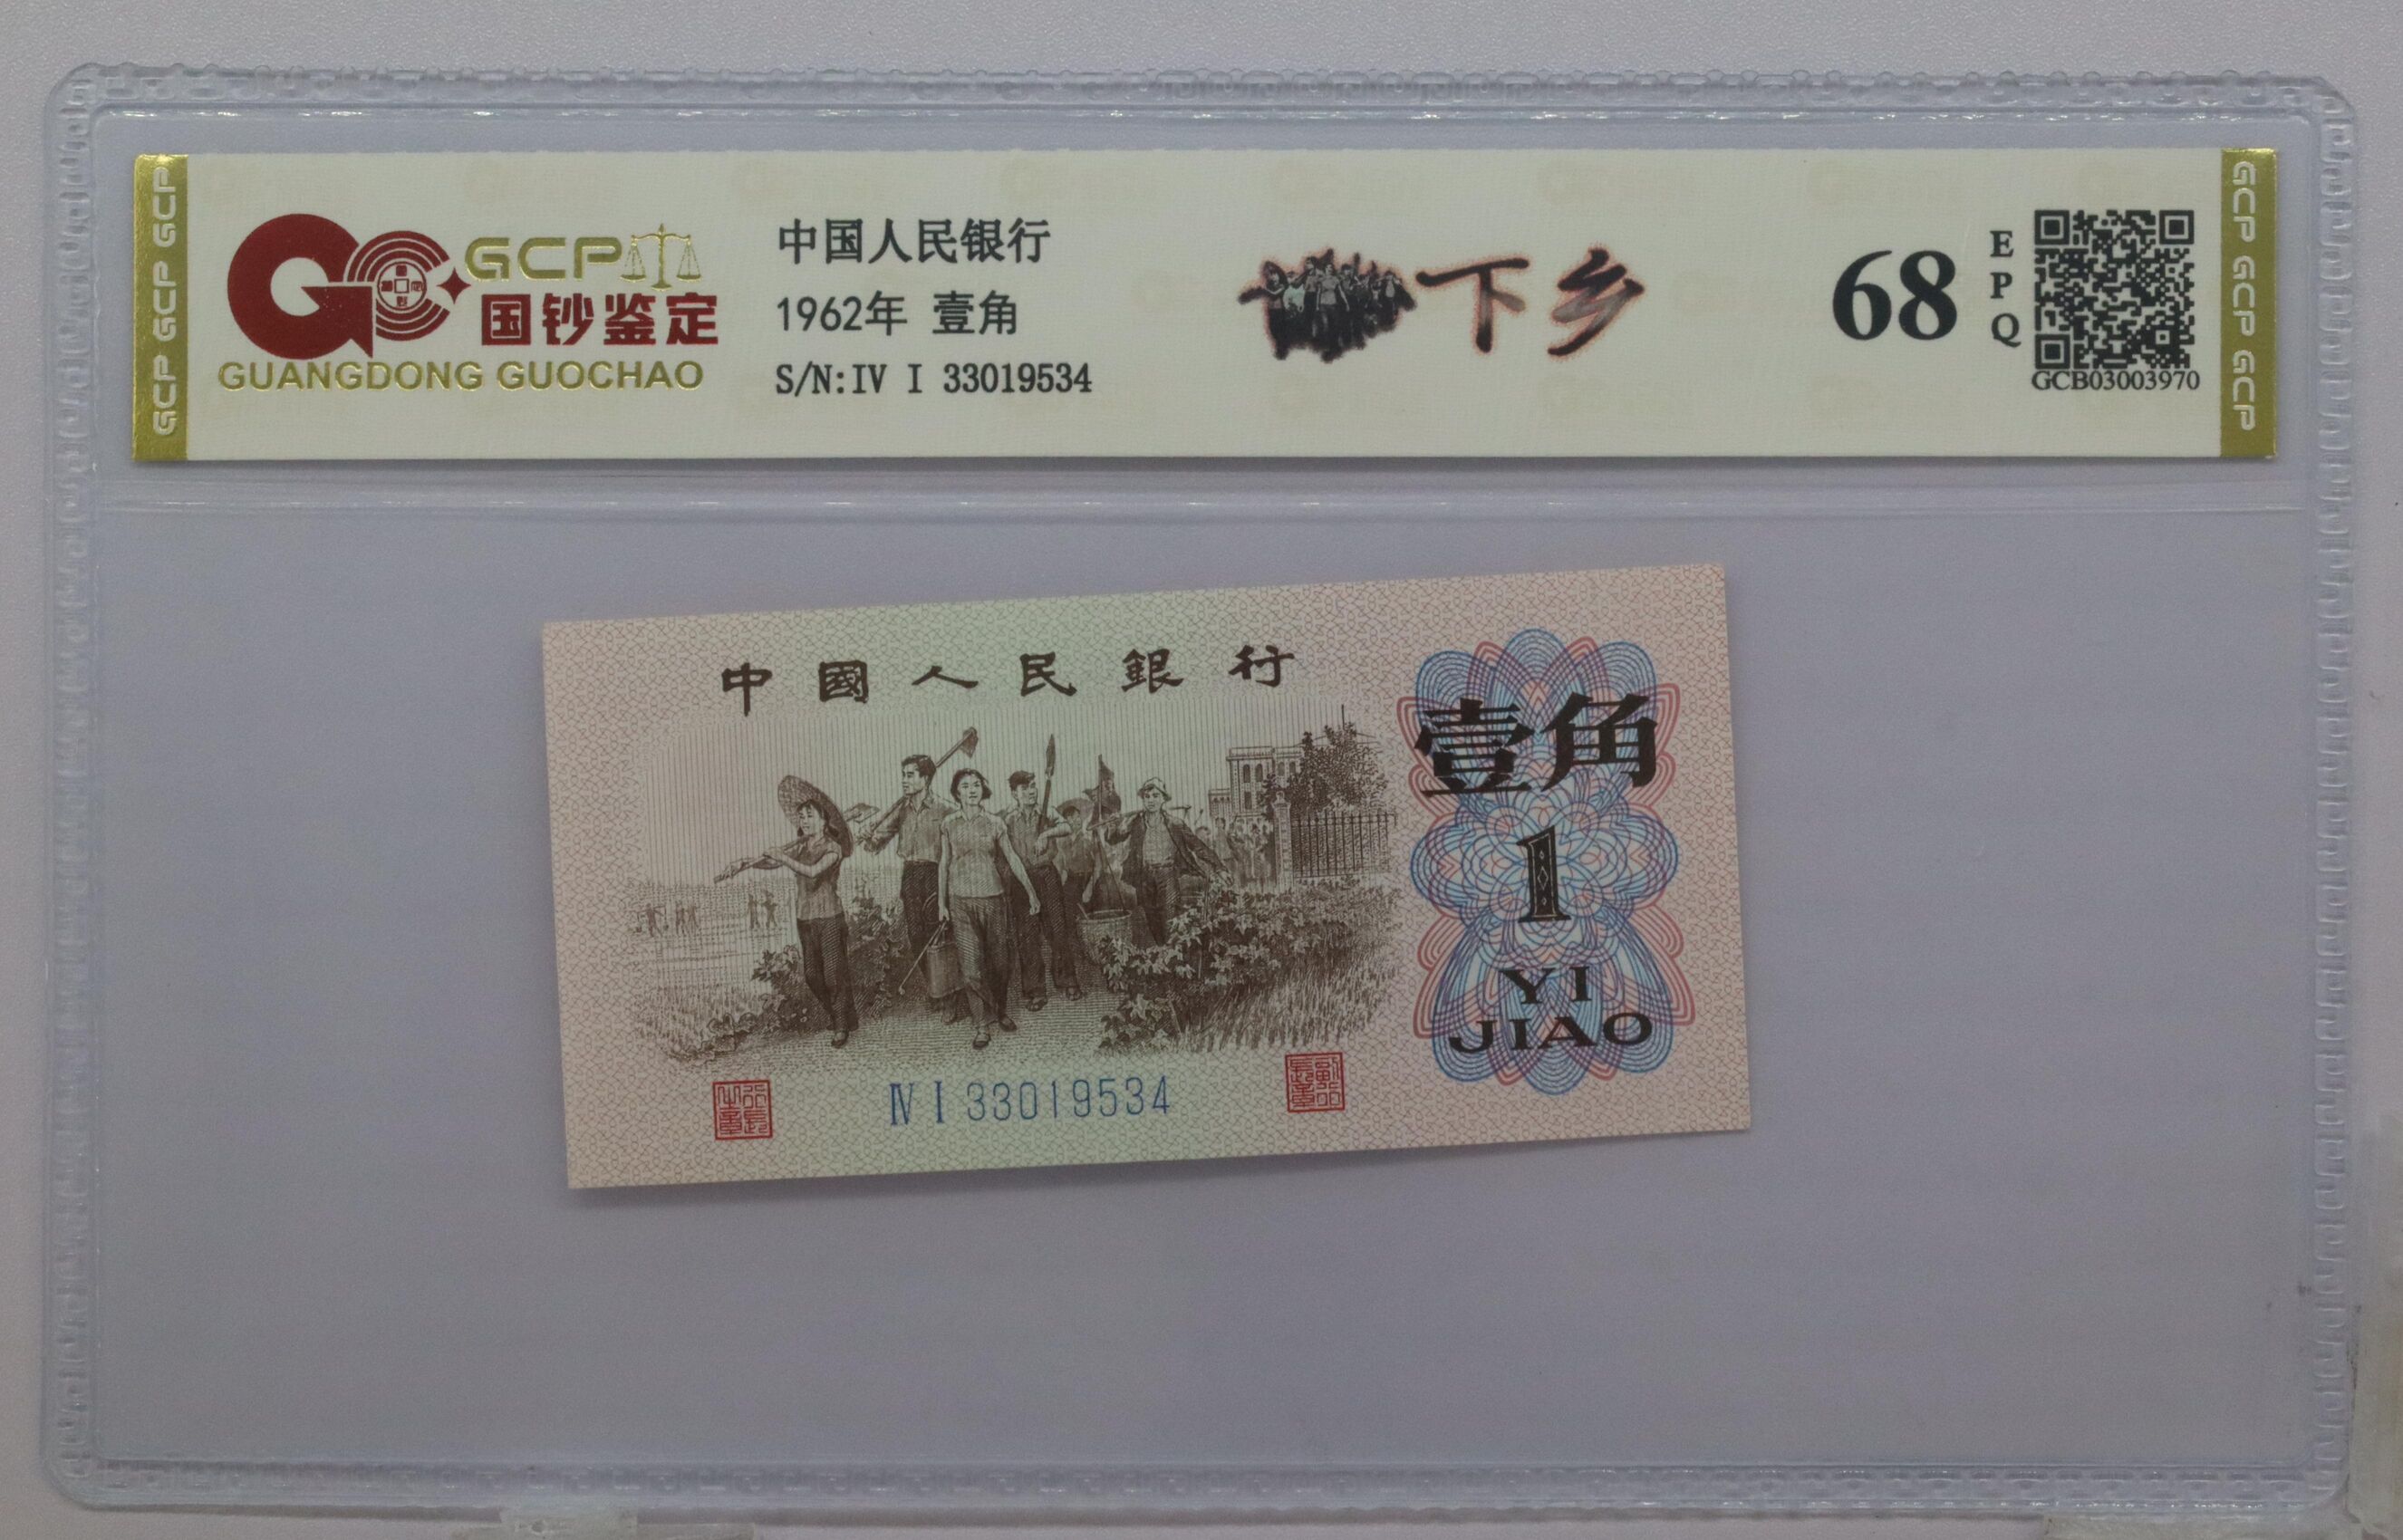 GCP GCP GCP
GCP
国钞鉴定
GUANGDONG GUOCHAO
中国人民银行
1962年 壹角
S/N:IV I 33019534
下乡
68
EPQ
GCB03003970
GCP GCP GCP
中國人民銀行
壹角
1
YI
JIAO
Ⅳ Ⅰ 33019534